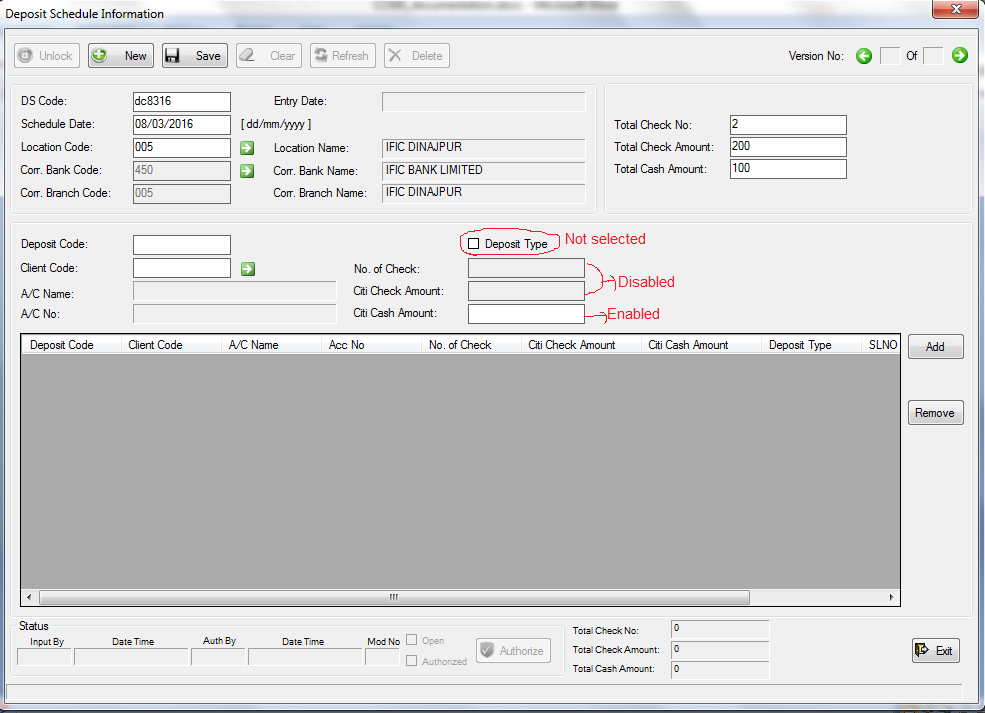 Deposit Schedule Information
Unlock New Save Clear Refresh Delete Version No: Of
DS Code: dc8316 Entry Date:
Schedule Date: 08/03/2016 [ dd/mm/yyyy ]
Location Code: 005 Location Name: IFIC DINAJPUR
Corr. Bank Code: 450 Corr. Bank Name: IFIC BANK LIMITED
Corr. Branch Code: 005 Corr. Branch Name: IFIC DINAJPUR
Total Check No: 2
Total Check Amount: 200
Total Cash Amount: 100
Deposit Code: Deposit Type Not selected
Client Code: No. of Check:
Disabled
A/C Name: Citi Check Amount:
A/C No: Citi Cash Amount: Enabled
Deposit Code Client Code A/C Name Acc No No. of Check Citi Check Amount Citi Cash Amount Deposit Type SLNO
Add
Remove
Status
Input By Date Time Auth By Date Time Mod No Open
Authorized
Authorize
Total Check No: 0
Total Check Amount: 0
Total Cash Amount: 0
Exit